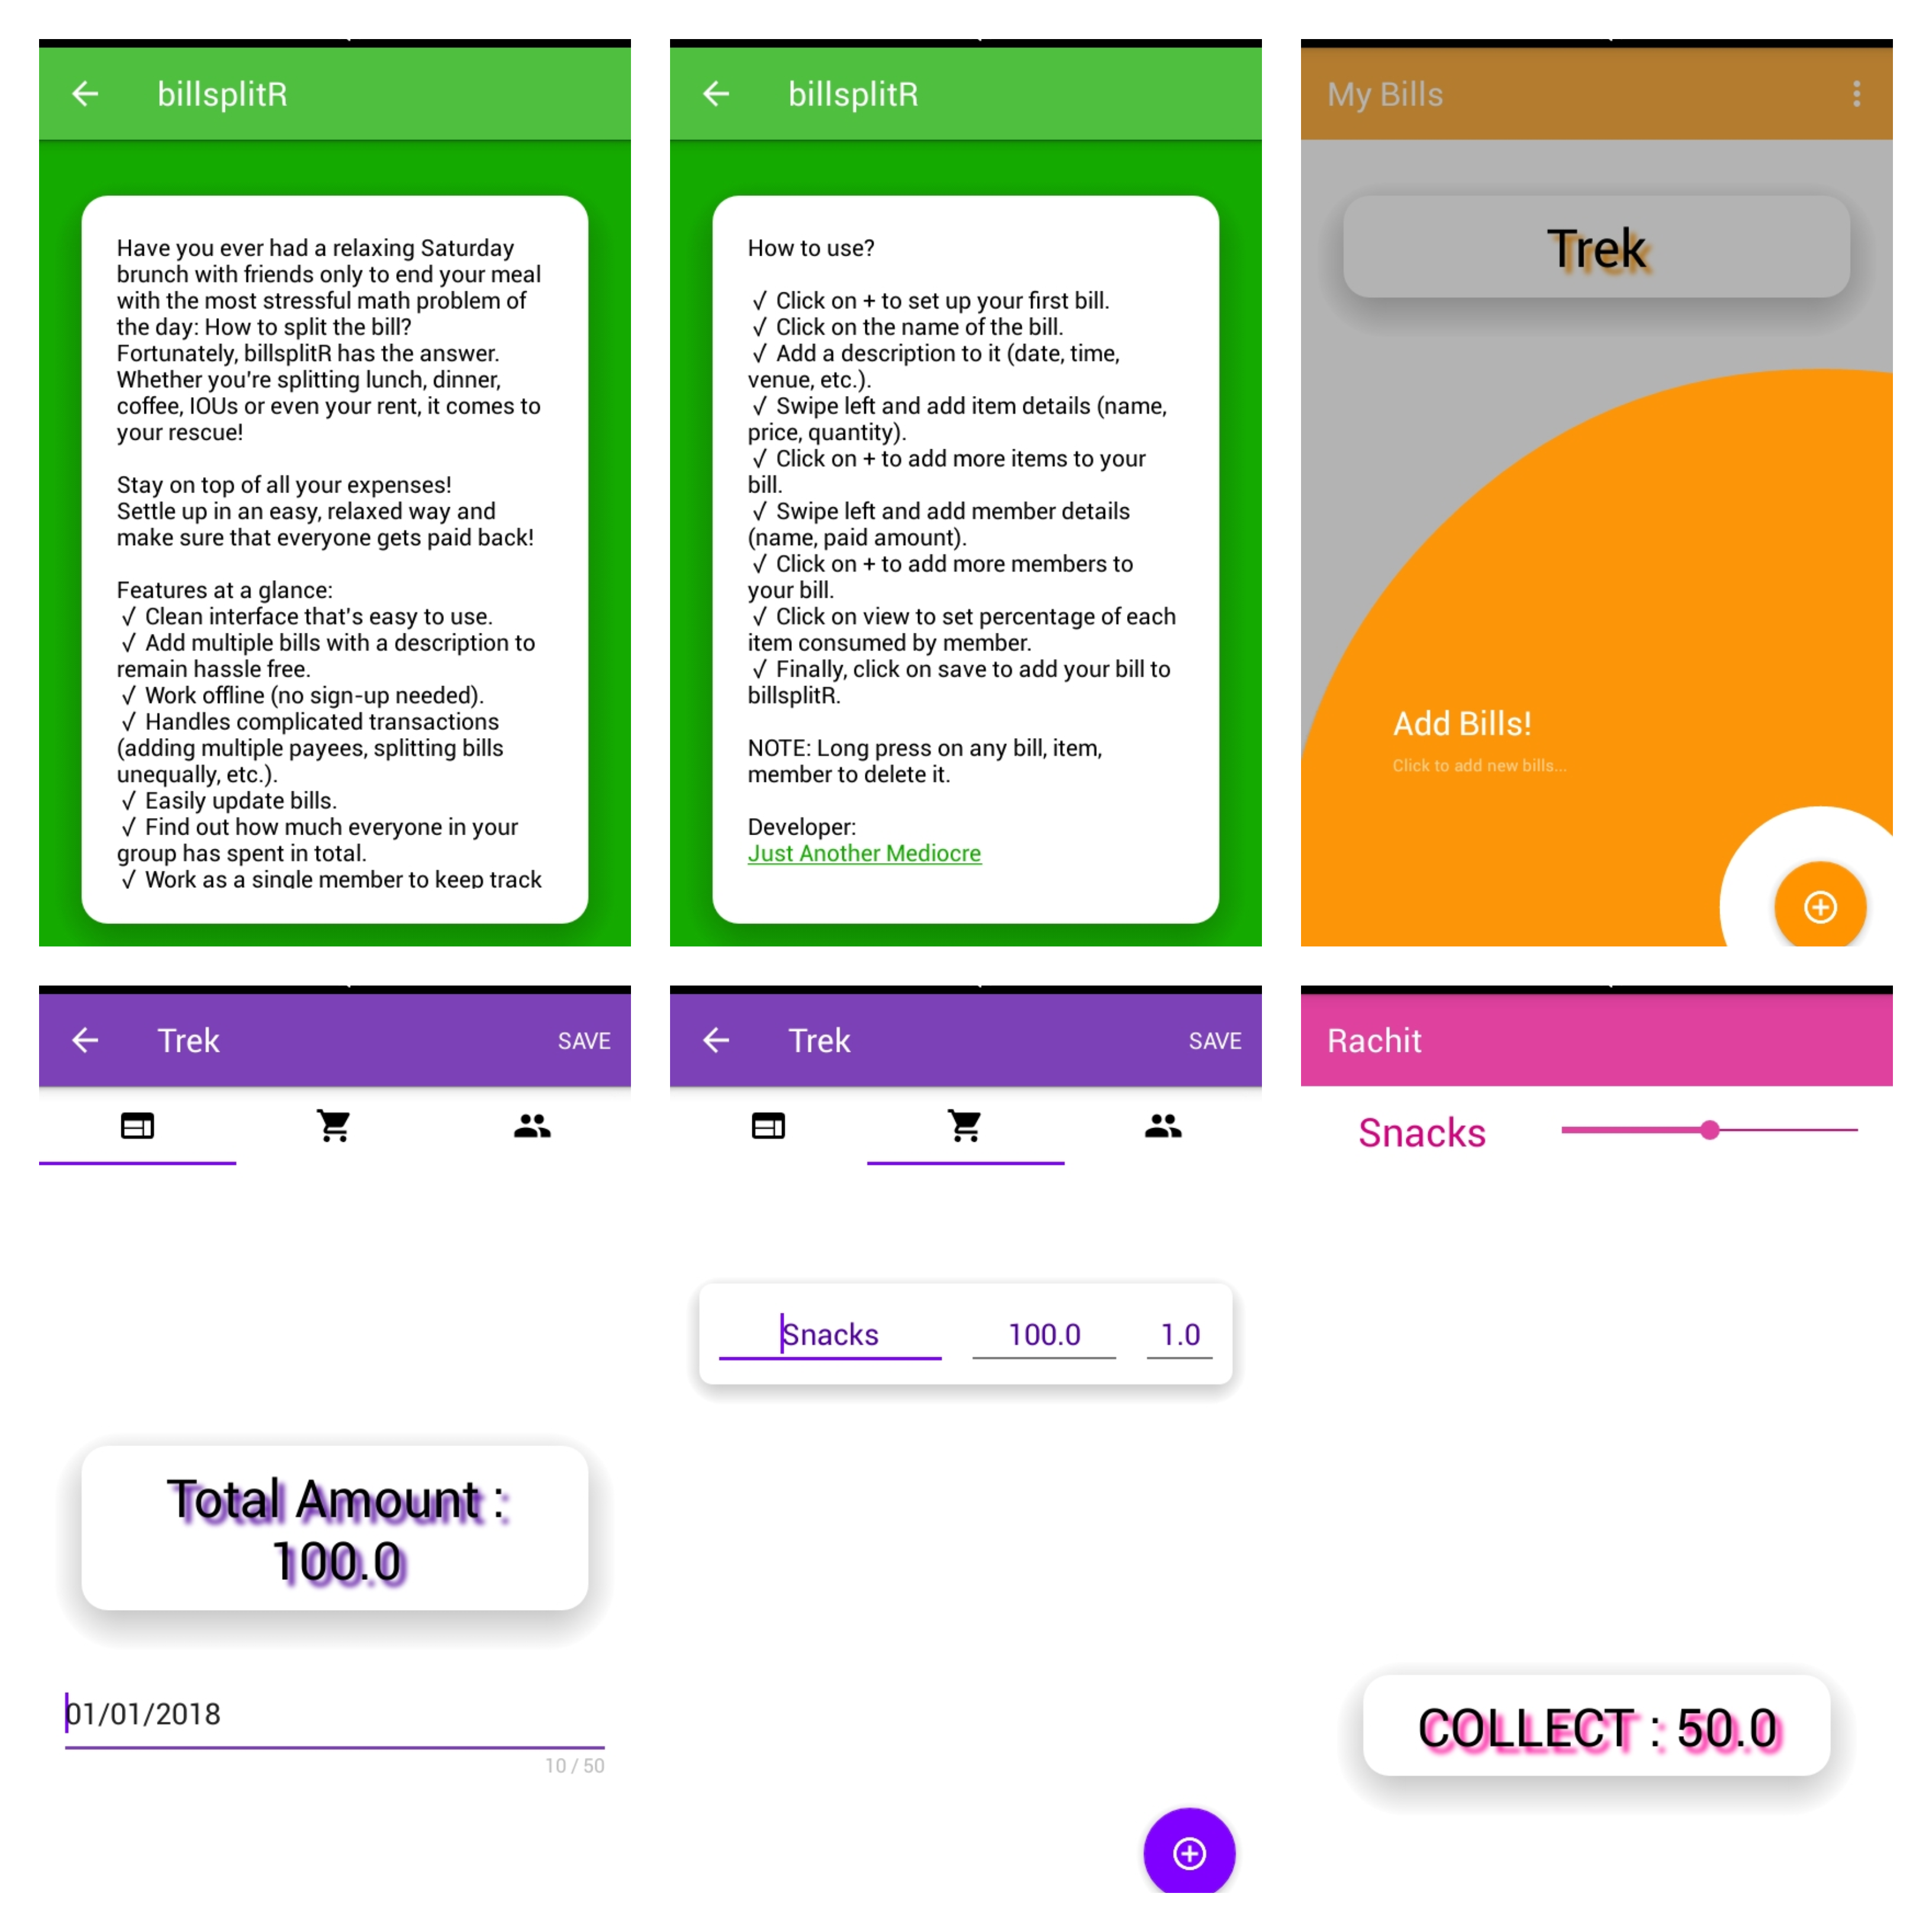 billsplitR
Have you ever had a relaxing Saturday
brunch with friends only to end your meal
with the most stressful math problem of
the day: How to split the bill?
Fortunately, billsplitR has the answer.
Whether you're splitting lunch, dinner,
coffee, IOUs or even your rent, it comes to
your rescue!
Stay on top of all your expenses!
Settle up in an easy, relaxed way and
make sure that everyone gets paid back!
Features at a glance:
√ Clean interface that's easy to use.
√ Add multiple bills with a description to
remain hassle free.
√ Work offline (no sign-up needed).
√ Handles complicated transactions
(adding multiple payees, splitting bills
unequally, etc.).
√ Easily update bills.
√ Find out how much everyone in your
group has spent in total.
√ Work as a single member to keep track
billsplitR
How to use?
√ Click on + to set up your first bill.
√ Click on the name of the bill.
√ Add a description to it (date, time,
venue, etc.).
√ Swipe left and add item details (name,
price, quantity).
√ Click on + to add more items to your
bill.
√ Swipe left and add member details
(name, paid amount).
√ Click on + to add more members to
your bill.
√ Click on view to set percentage of each
item consumed by member.
√ Finally, click on save to add your bill to
billsplitR.
NOTE: Long press on any bill, item,
member to delete it.
Developer:
Just Another Mediocre
My Bills
Trek
Add Bills!
Click to add new bills...
Trek SAVE
Total Amount :
100.0
01/01/2018
10 / 50
Trek SAVE
Snacks 100.0 1.0
Rachit
Snacks
COLLECT : 50.0